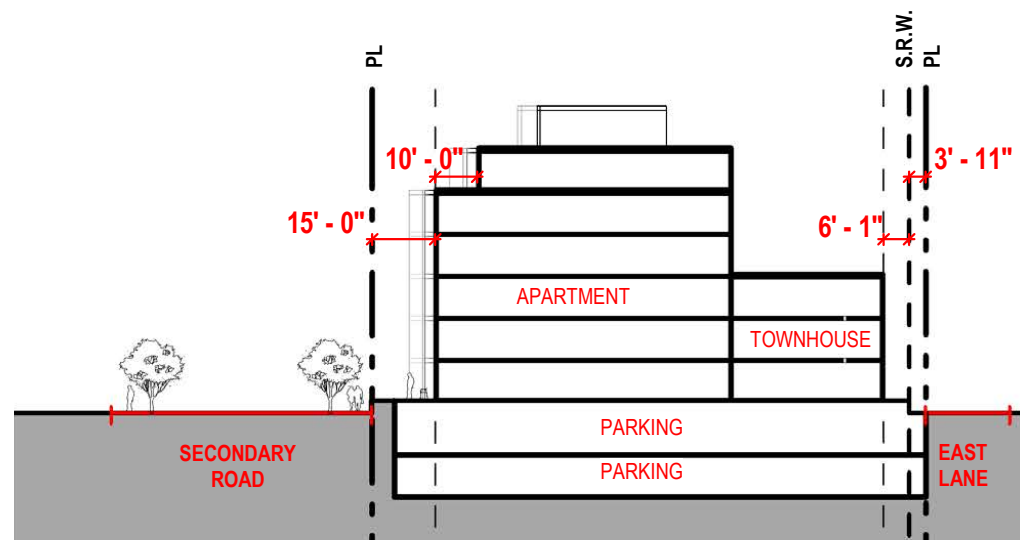 PL
S.R.W.
PL
10' - 0"
3' - 11"
15' - 0"
6' - 1"
APARTMENT
TOWNHOUSE
PARKING
SECONDARY
ROAD
EAST
LANE
PARKING